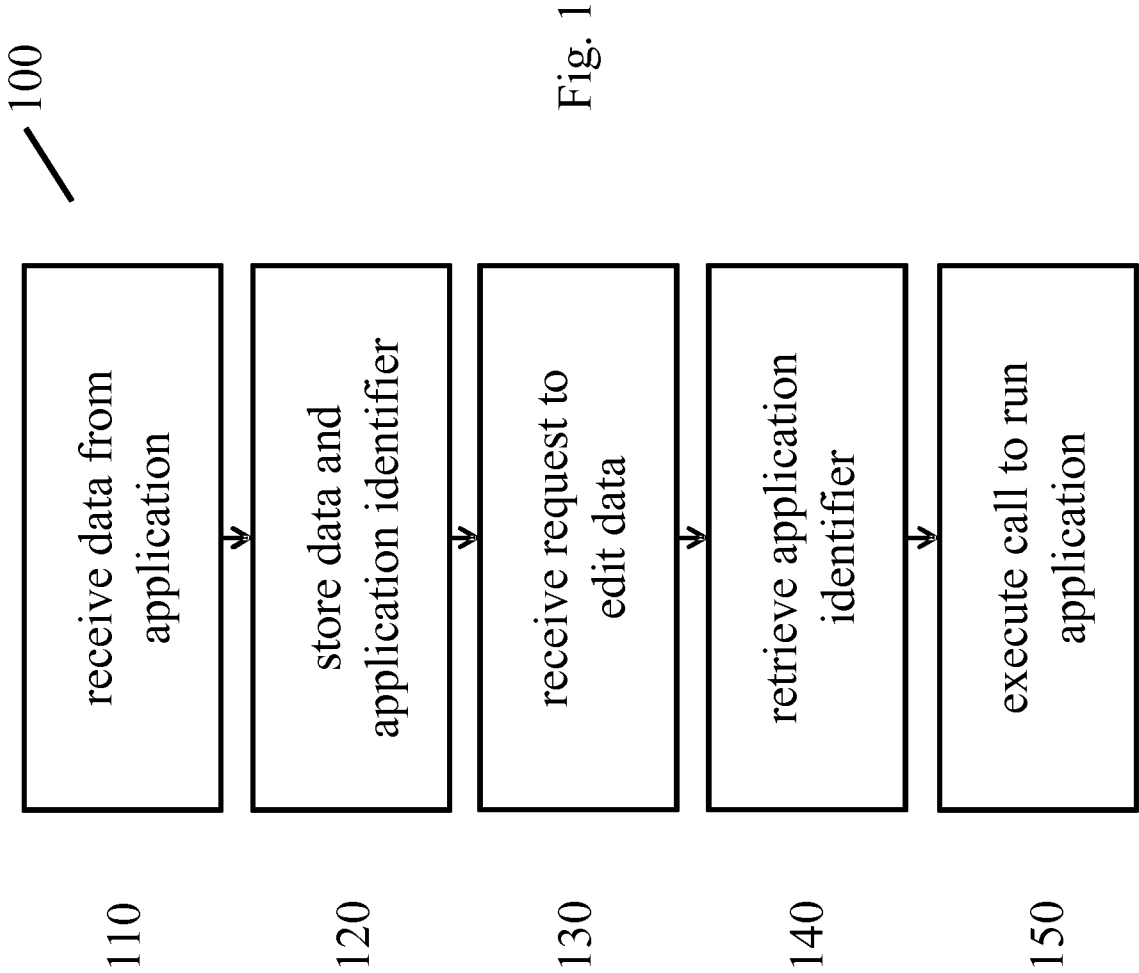 100
110
receive data from
application
120
store data and
application identifier
130
receive request to
edit data
140
retrieve application
identifier
150
execute call to run
application
Fig. 1